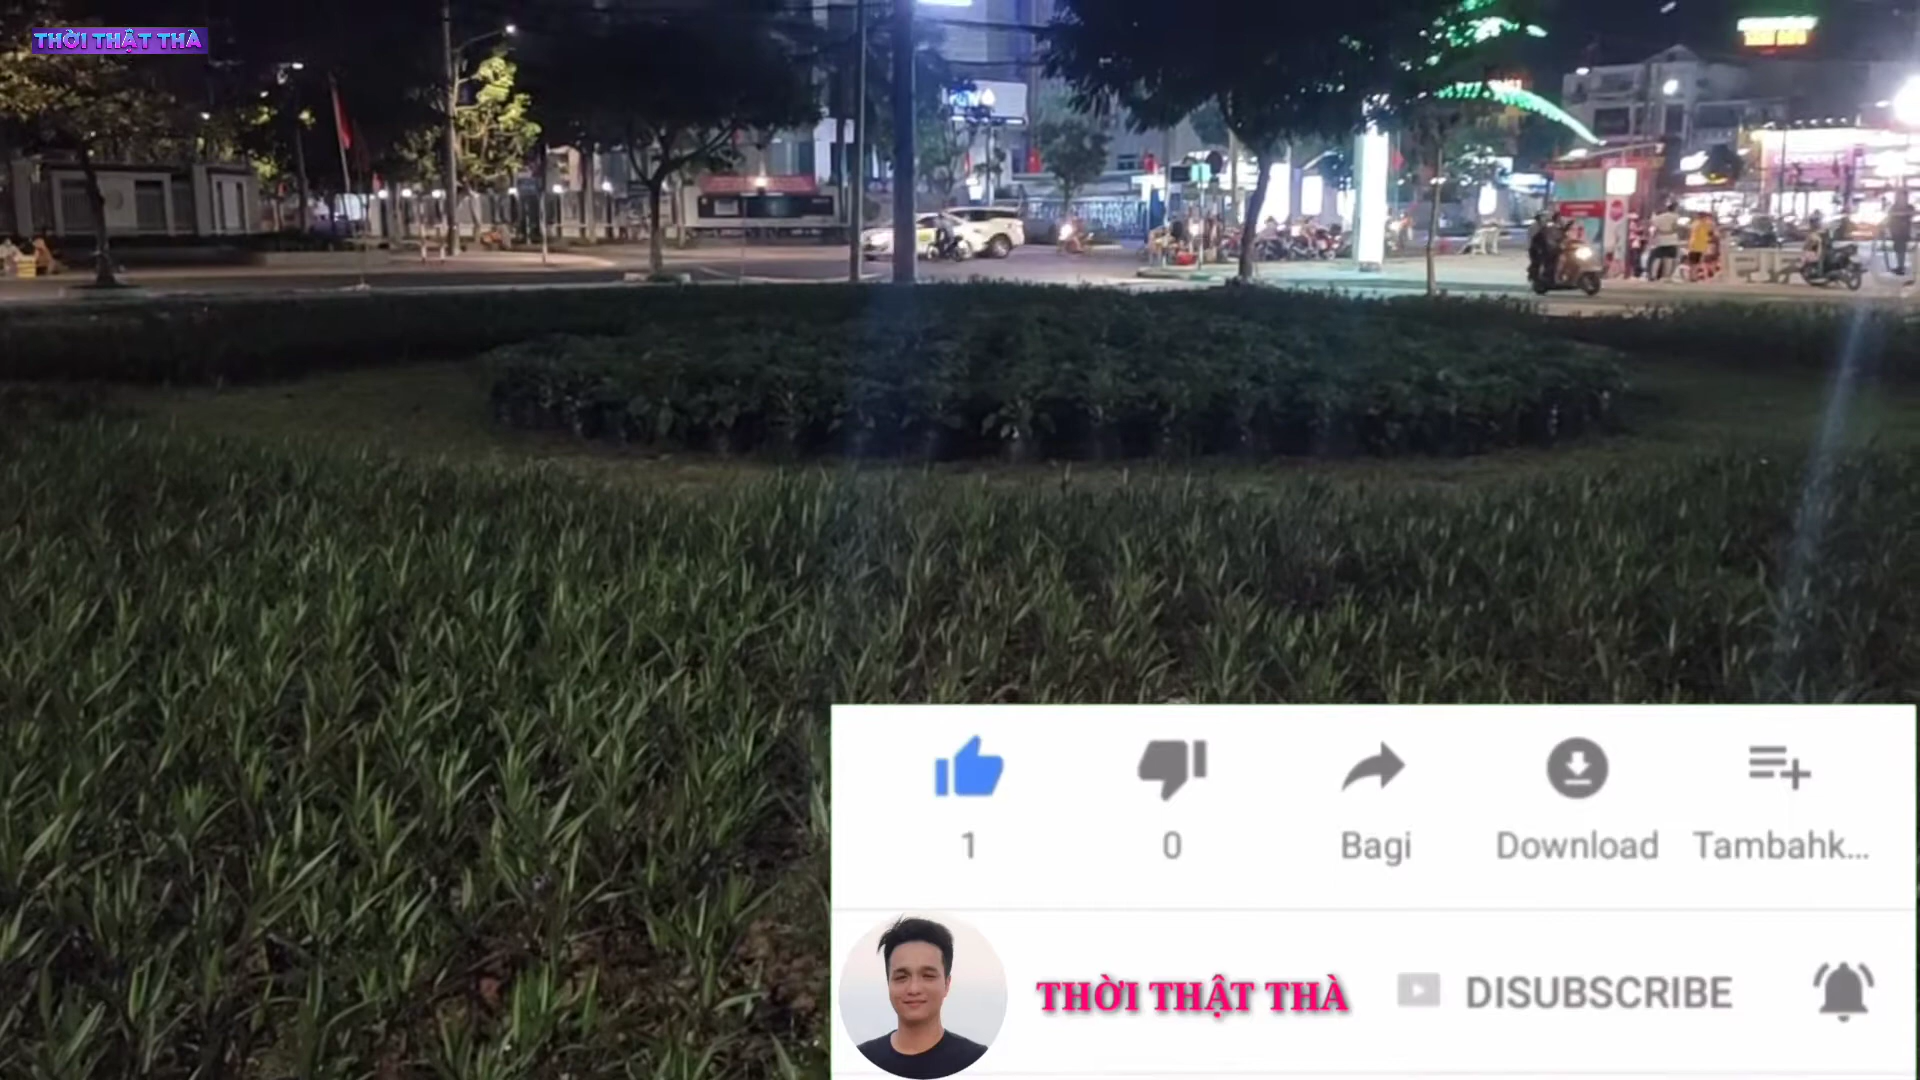 THỜI THẬT THÀ
1
0
Bagi
Download
Tambahk...
THỜI THẬT THÀ
DISUBSCRIBE